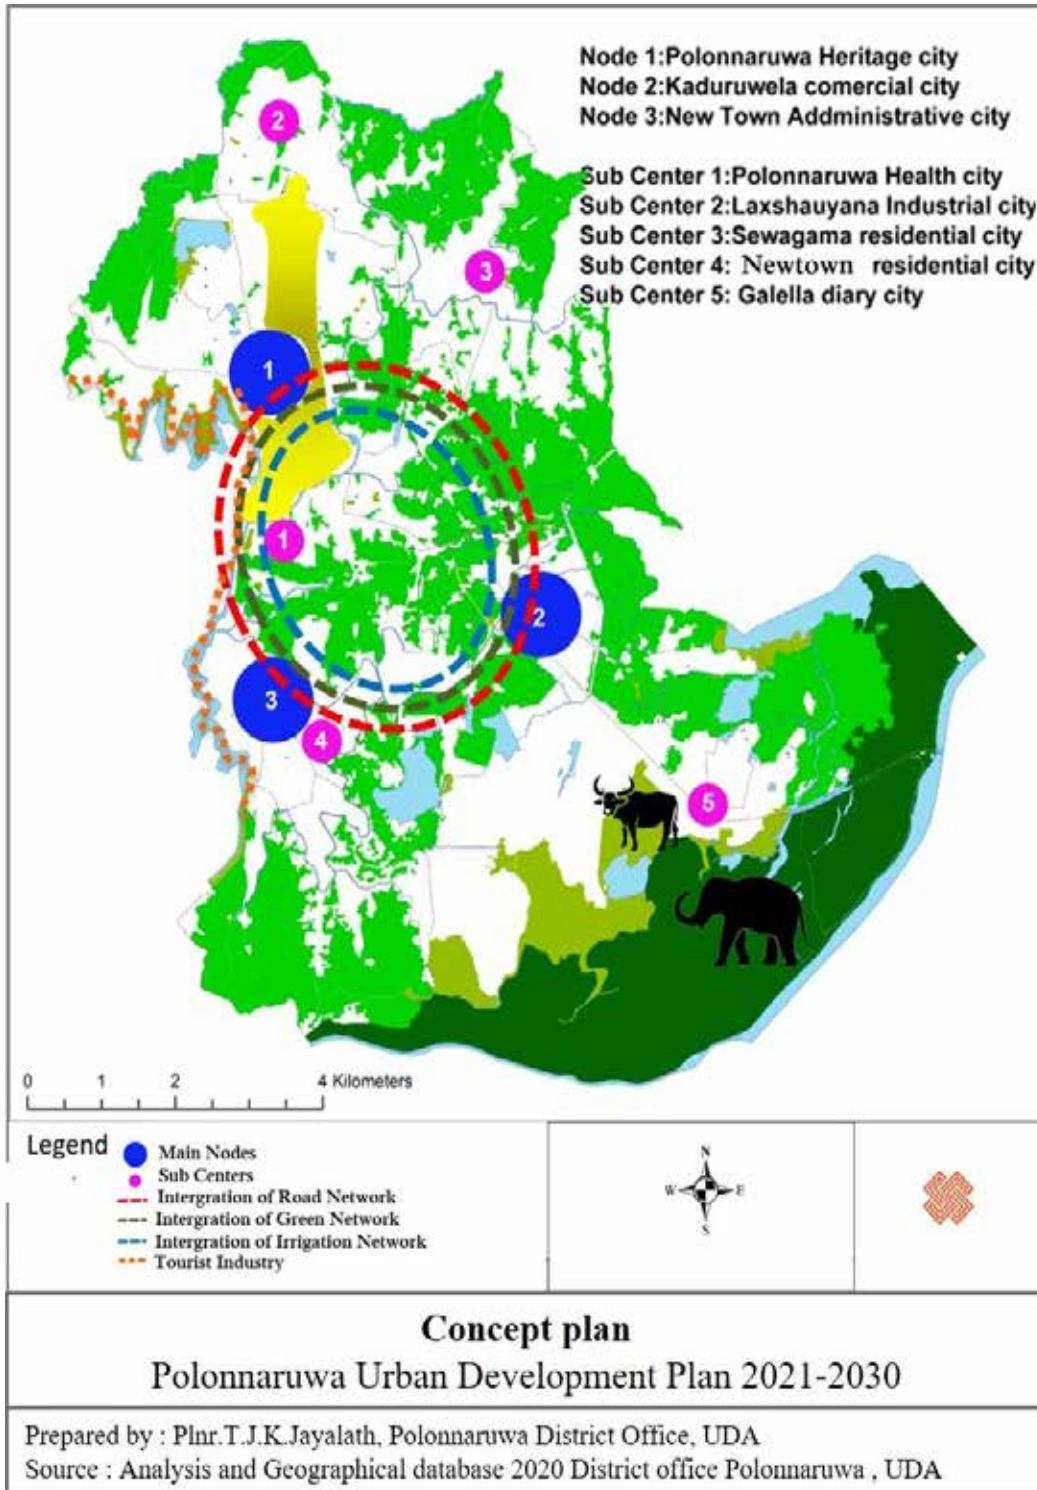 Node 1:Polonnaruwa Heritage city
Node 2:Kaduruwela comercial city
Node 3:New Town Addministrative city
Sub Center 1:Polonnaruwa Health city
Sub Center 2:Laxshauyana Industrial city
Sub Center 3:Sewagama residential city
Sub Center 4: Newtown residential city
Sub Center 5: Galella diary city
2
3
1
1
2
3
4
5
0 1 2 4 Kilometers
Legend
Main Nodes
Sub Centers
Intergration of Road Network
Intergration of Green Network
Intergration of Irrigation Network
Tourist Industry
N
W E
S
Concept plan
Polonnaruwa Urban Development Plan 2021-2030
Prepared by : Plnr.T.J.K.Jayalath, Polonnaruwa District Office, UDA
Source : Analysis and Geographical database 2020 District office Polonnaruwa , UDA